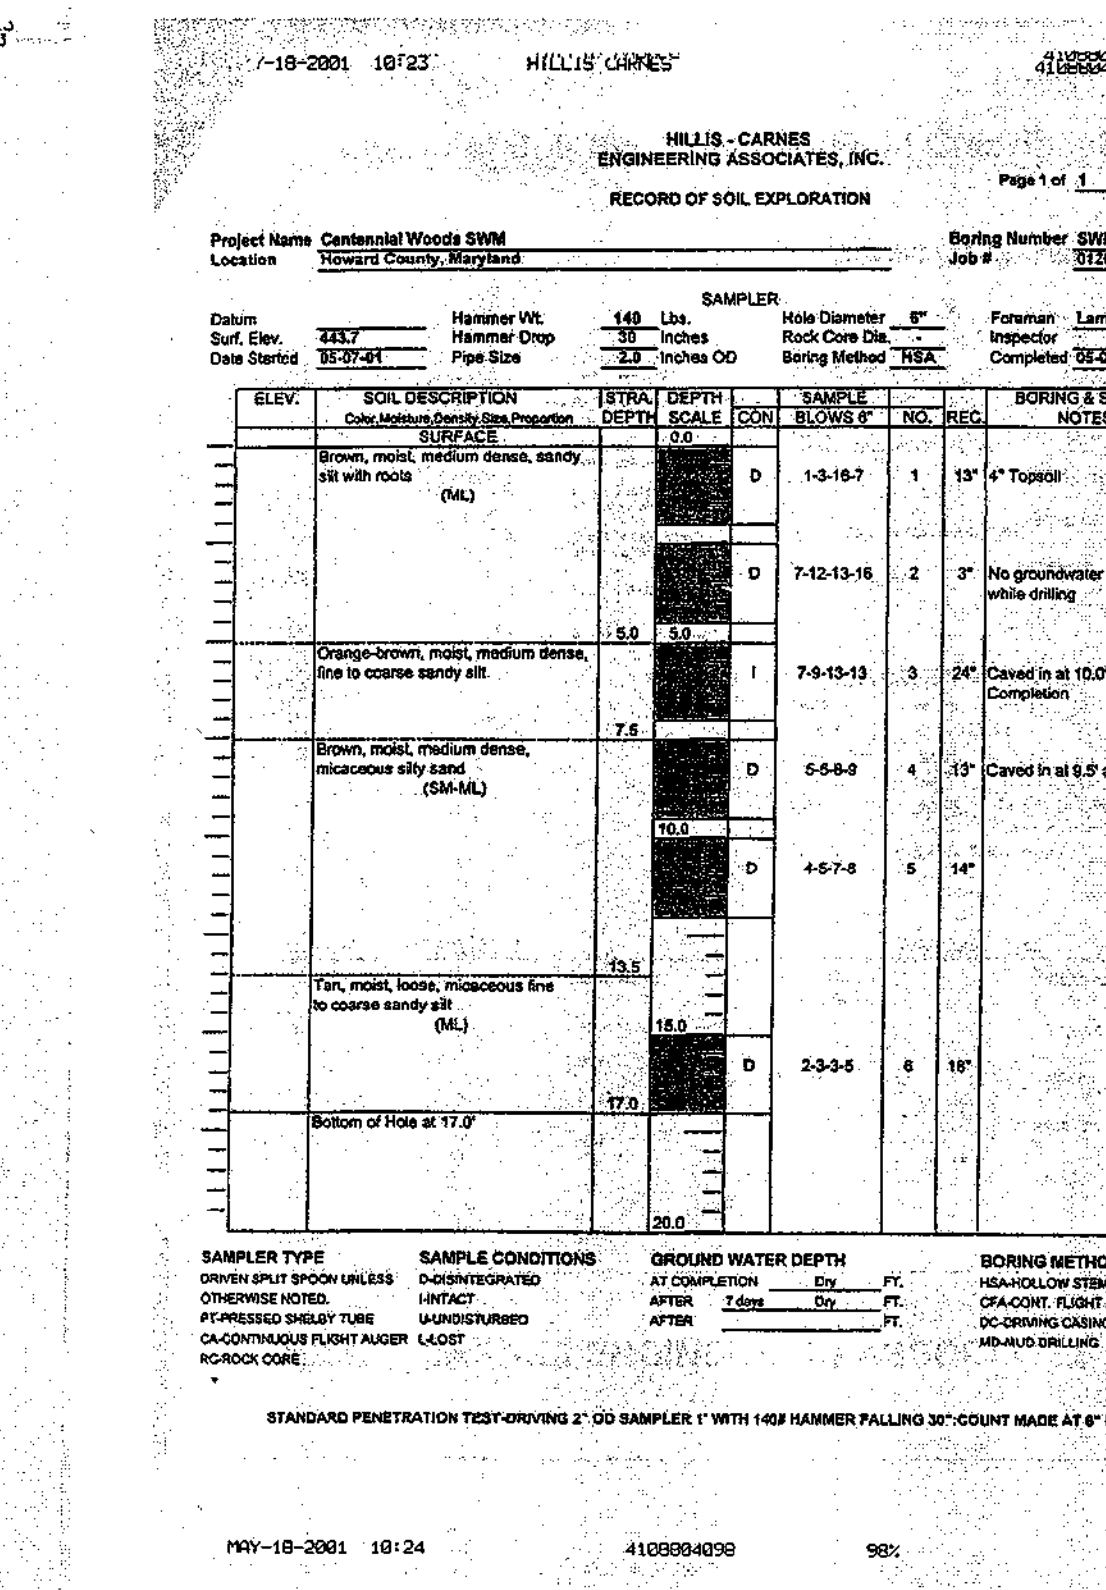 -18-2001 10:23 HILLIS CARNES
HILLIS - CARNES
ENGINEERING ASSOCIATES, INC.
Page 1 of 1
RECORD OF SOIL EXPLORATION
Project Name Centennial Woods SWM Boring Number
Location Howard County, Maryland Job #
SAMPLER
Datum Hammer Wt. 140 Lbs. Hole Diameter 6" Foreman
Surf. Elev. 443.7 Hammer Drop 30 Inches Rock Core Dia. - Inspector
Date Started 05-07-01 Pipe Size 2.0 Inches OD Boring Method HSA Completed
ELEV. SOIL DESCRIPTION STRA. DEPTH SAMPLE BORING & S
Color, Moisture, Density, Size, Proportion DEPTH SCALE CON BLOWS 6" NO. REC. NOTES
SURFACE 0.0
Brown, moist, medium dense, sandy
silt with roots D 1-3-16-7 1 13" 4" Topsoil
(ML)
D 7-12-13-16 2 3" No groundwater
while drilling
5.0 5.0
Orange-brown, moist, medium dense,
fine to coarse sandy silt. I 7-9-13-13 3 24" Caved in at 10.0'
Completion
7.5
Brown, moist, medium dense,
micaceous silty sand D 4 13" Caved in at 9.5'
(SM-ML)
10.0
D 5 14"
13.5
Tan, moist, loose, micaceous fine
to coarse sandy silt
(ML) 15.0
D 2-3-3-5 6 18"
17.0
Bottom of Hole at 17.0'
20.0
SAMPLER TYPE SAMPLE CONDITIONS GROUND WATER DEPTH BORING METHO
DRIVEN SPLIT SPOON UNLESS D-DISINTEGRATED AT COMPLETION Dry FT. HSA-HOLLOW STEM
OTHERWISE NOTED. I-INTACT AFTER 7 days Dry FT. CFA-CONT. FLIGHT
PT-PRESSED SHELBY TUBE U-UNDISTURBED AFTER FT. DC-DRIVING CASING
CA-CONTINUOUS FLIGHT AUGER L-LOST MD-MUD DRILLING
RC-ROCK CORE
STANDARD PENETRATION TEST-DRIVING 2" OD SAMPLER 1' WITH 140# HAMMER FALLING 30":COUNT MADE AT 6"
MAY-18-2001 10:24 4108804098 98%